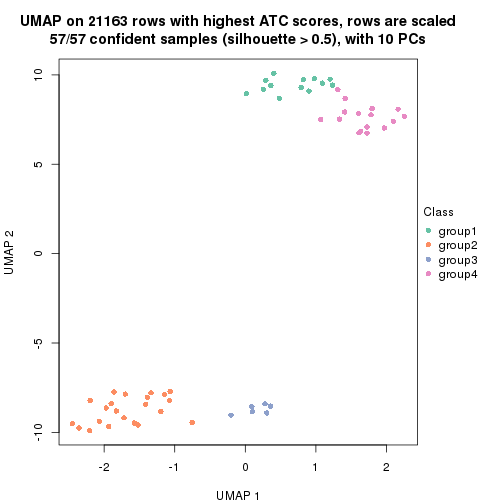 UMAP on 21163 rows with highest ATC scores, rows are scaled
57/57 confident samples (silhouette > 0.5), with 10 PCs
10
5
0
-5
-10
UMAP 2
-2
-1
0
1
2
UMAP 1
Class
group1
group2
group3
group4